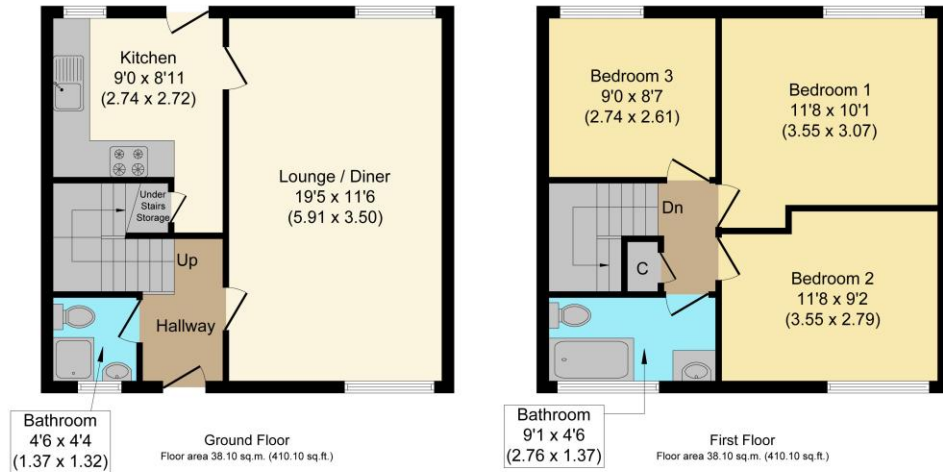 Kitchen
9'0 x 8'11
(2.74 x 2.72)
Lounge / Diner
19'5 x 11'6
(5.91 x 3.50)
Under
Stairs
Storage
Up
Hallway
Bathroom
4'6 x 4'4
(1.37 x 1.32)
Ground Floor
Floor area 38.10 sq.m. (410.10 sq.ft.)
Bedroom 3
9'0 x 8'7
(2.74 x 2.61)
Bedroom 1
11'8 x 10'1
(3.55 x 3.07)
Dn
C
Bedroom 2
11'8 x 9'2
(3.55 x 2.79)
Bathroom
9'1 x 4'6
(2.76 x 1.37)
First Floor
Floor area 38.10 sq.m. (410.10 sq.ft.)